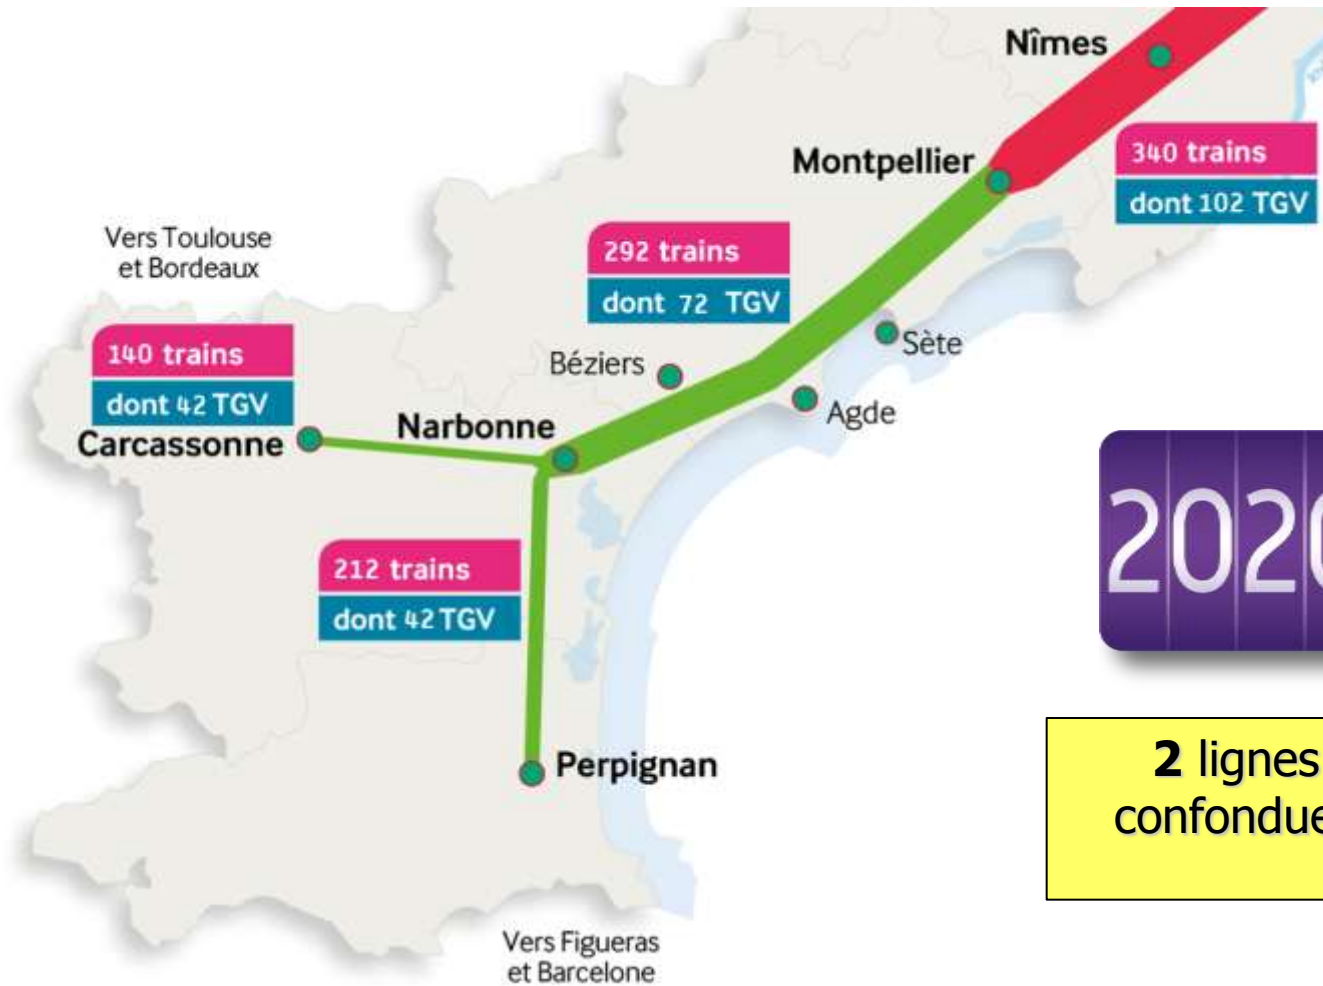 Nîmes
340 trains
dont 102 TGV
Montpellier
Vers Toulouse
et Bordeaux
292 trains
dont 72 TGV
Sète
140 trains
dont 42 TGV
Béziers
Agde
Carcassonne
Narbonne
212 trains
dont 42 TGV
2020
Perpignan
2 lignes
confondue
Vers Figueras
et Barcelone